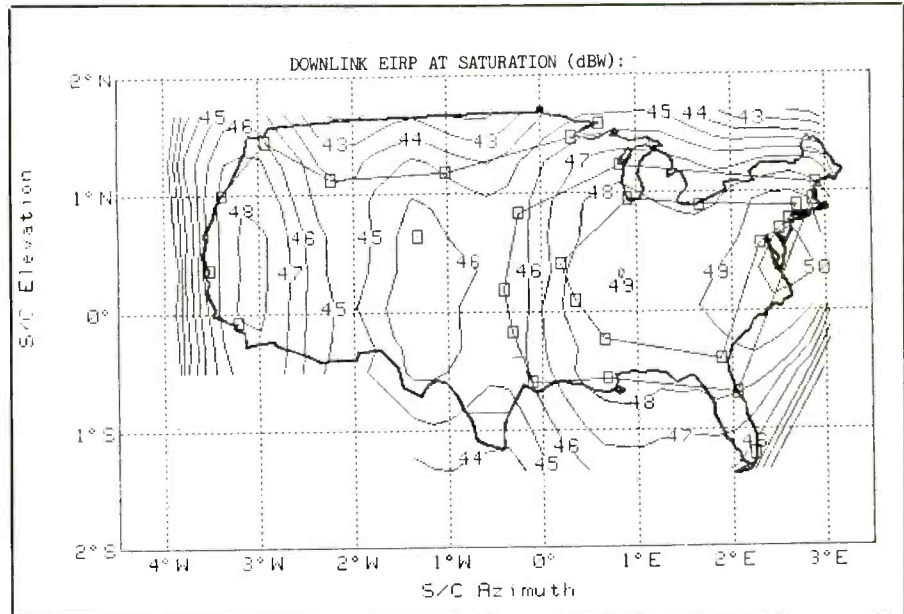 DOWNLINK EIRP AT SATURATION (dBW):
2°N
45 46 43 44 43 45 44 43
47
1°N
48 48
46 45 46 46 49 50
47 49
S/C Elevation
0°
45
48
1°S
47 46
46
44 45
2°S
4°W 3°W 2°W 1°W 0° 1°E 2°E 3°E
S/C Azimuth